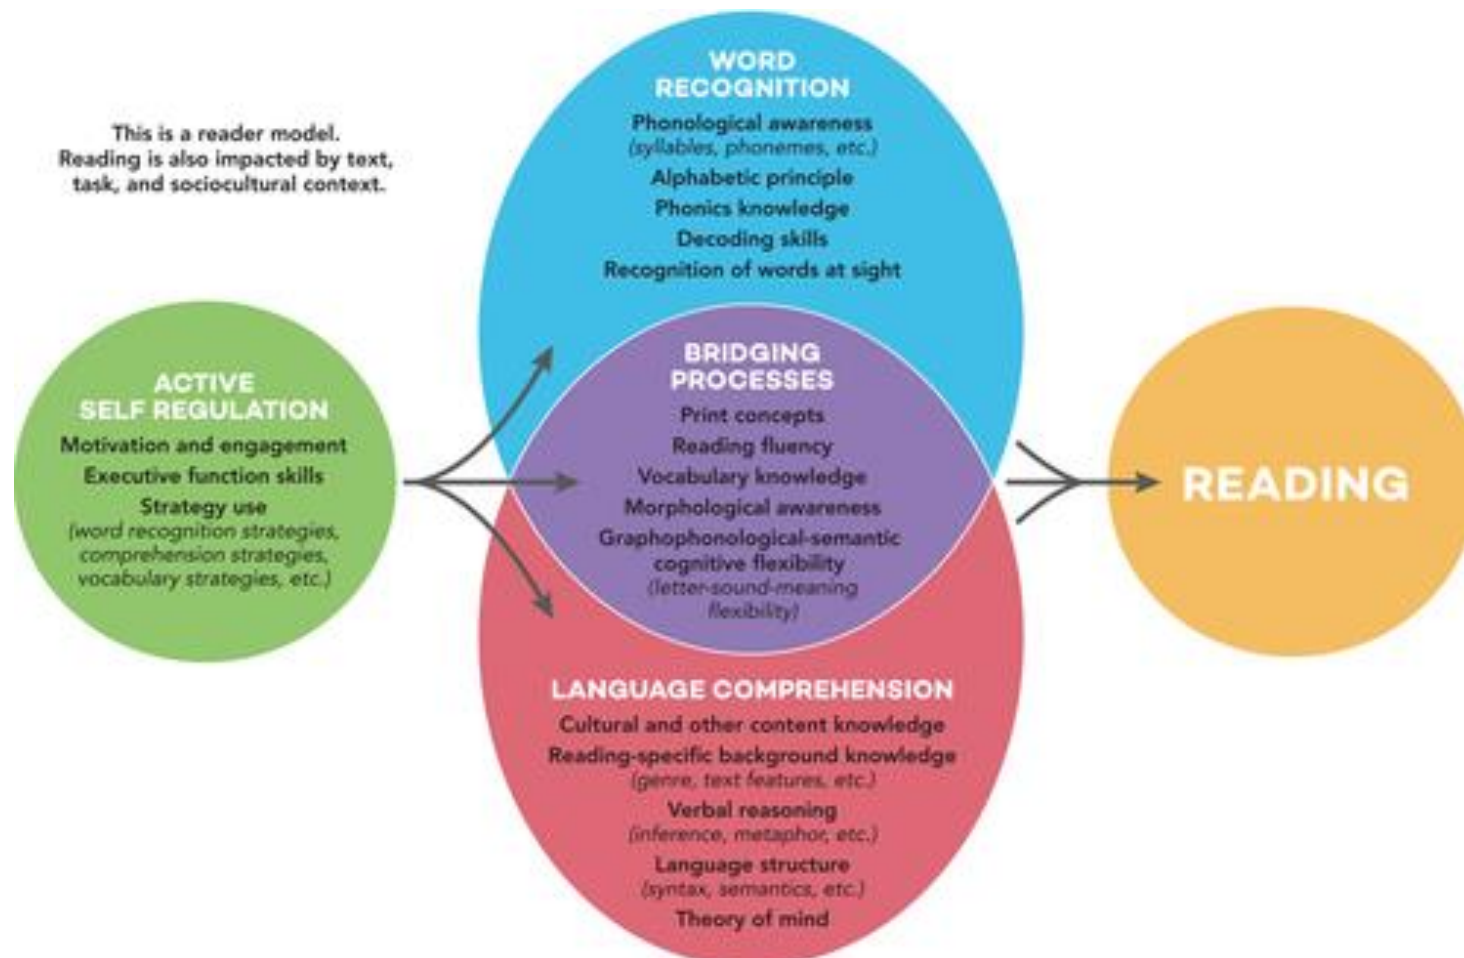 This is a reader model.
Reading is also impacted by text,
task, and sociocultural context.
ACTIVE
SELF REGULATION
Motivation and engagement
Executive function skills
Strategy use
(word recognition strategies,
comprehension strategies,
vocabulary strategies, etc.)
WORD
RECOGNITION
Phonological awareness
(syllables, phonemes, etc.)
Alphabetic principle
Phonics knowledge
Decoding skills
Recognition of words at sight
BRIDGING
PROCESSES
Print concepts
Reading fluency
Vocabulary knowledge
Morphological awareness
Graphophonological-semantic
cognitive flexibility
(letter-sound-meaning
flexibility)
LANGUAGE COMPREHENSION
Cultural and other content knowledge
Reading-specific background knowledge
(genre, text features, etc.)
Verbal reasoning
(inference, metaphor, etc.)
Language structure
(syntax, semantics, etc.)
Theory of mind
READING